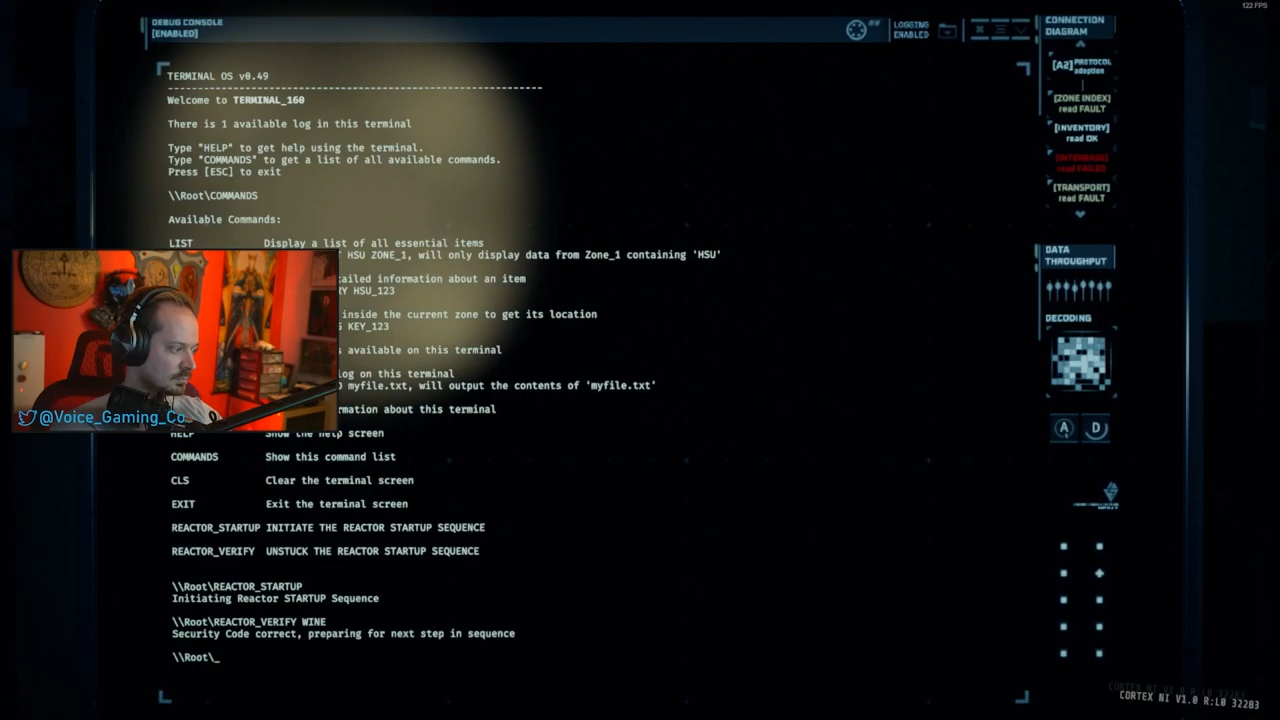 122 FPS
DEBUG CONSOLE
[ENABLED]
LOGGING
ENABLED
CONNECTION
DIAGRAM
[A2] PROTOCOL
adaption
[ZONE INDEX]
read FAULT
[INVENTORY]
read OK
[INTERBASE]
read FAILED
[TRANSPORT]
read FAULT
DATA
THROUGHPUT
DECODING
A D
TERMINAL OS v0.49
--------------------------------------------------------------
Welcome to TERMINAL_160
There is 1 available log in this terminal
Type "HELP" to get help using the terminal.
Type "COMMANDS" to get a list of all available commands.
Press [ESC] to exit
\\Root\COMMANDS
Available Commands:
LIST Display a list of all essential items
HSU ZONE_1, will only display data from Zone_1 containing 'HSU'
tailed information about an item
RY HSU_123
inside the current zone to get its location
G KEY_123
s available on this terminal
log on this terminal
D myfile.txt, will output the contents of 'myfile.txt'
rmation about this terminal
HELP Show the help screen
COMMANDS Show this command list
CLS Clear the terminal screen
EXIT Exit the terminal screen
REACTOR_STARTUP INITIATE THE REACTOR STARTUP SEQUENCE
REACTOR_VERIFY UNSTUCK THE REACTOR STARTUP SEQUENCE
\\Root\REACTOR_STARTUP
Initiating Reactor STARTUP Sequence
\\Root\REACTOR_VERIFY WINE
Security Code correct, preparing for next step in sequence
\\Root\_
@Voice_Gaming_Co
CORTEX NI V1.0 R:L0 32283